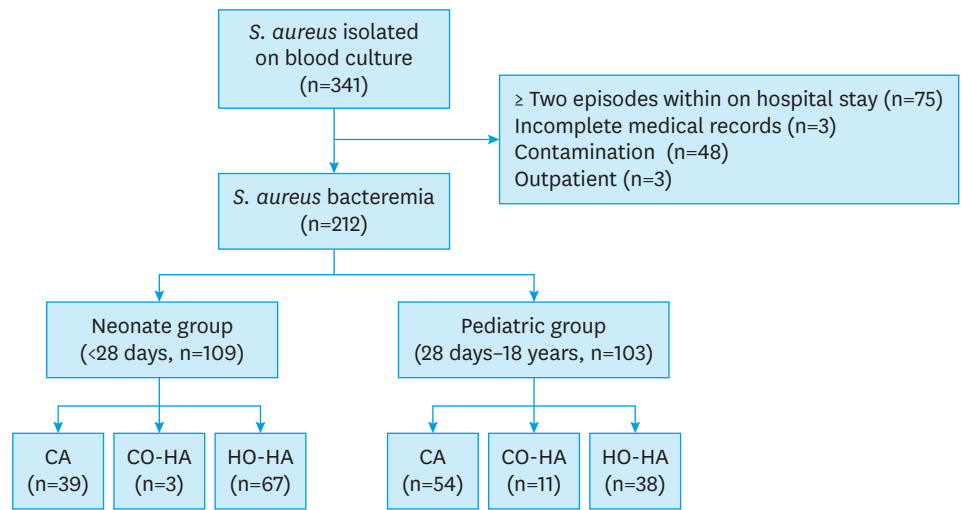 S. aureus isolated
on blood culture
(n=341)
≥ Two episodes within on hospital stay (n=75)
Incomplete medical records (n=3)
Contamination (n=48)
Outpatient (n=3)
S. aureus bacteremia
(n=212)
Neonate group
(<28 days, n=109)
Pediatric group
(28 days–18 years, n=103)
CA
(n=39)
CO-HA
(n=3)
HO-HA
(n=67)
CA
(n=54)
CO-HA
(n=11)
HO-HA
(n=38)